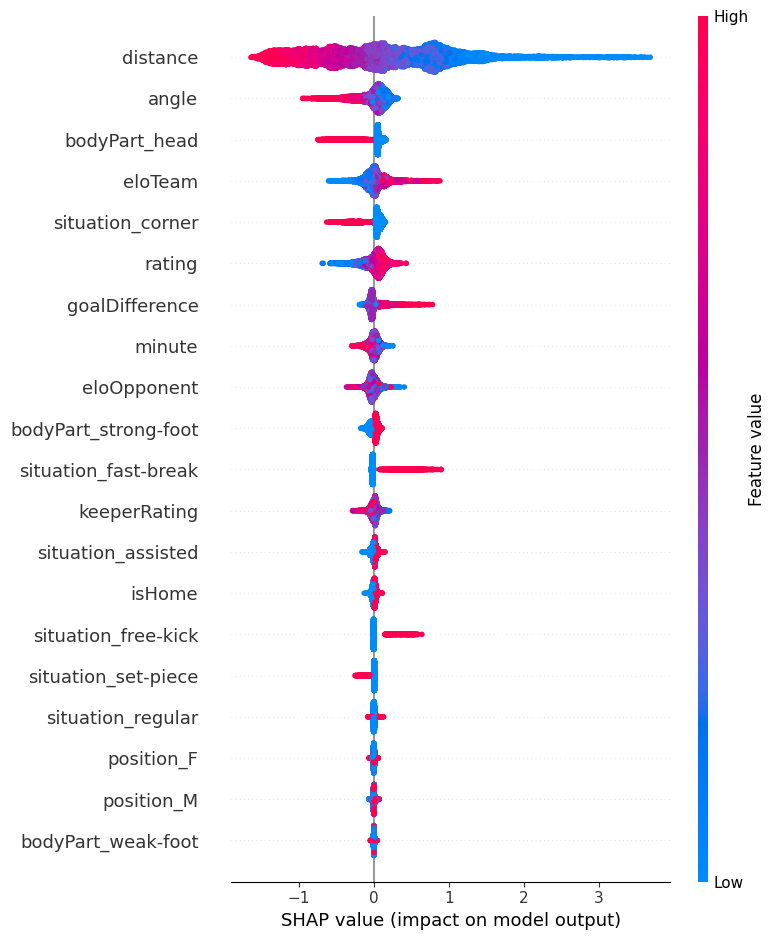 High
distance
angle
bodyPart_head
eloTeam
situation_corner
rating
goalDifference
minute
eloOpponent
bodyPart_strong-foot
situation_fast-break
keeperRating
situation_assisted
isHome
situation_free-kick
situation_set-piece
situation_regular
position_F
position_M
bodyPart_weak-foot
Feature value
Low
−1 0 1 2 3
SHAP value (impact on model output)